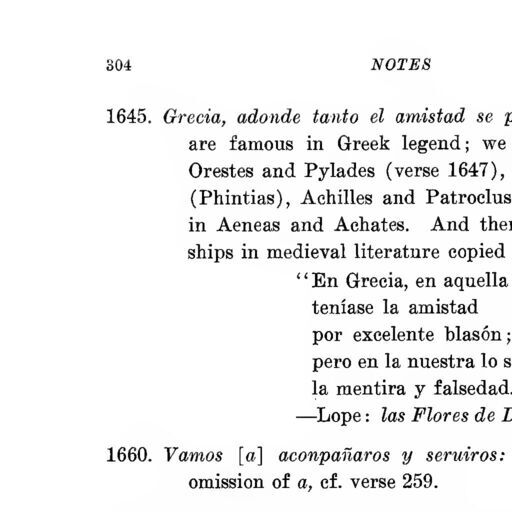 304 NOTES
1645. Grecia, adonde tanto el amistad se
are famous in Greek legend; we
Orestes and Pylades (verse 1647),
(Phintias), Achilles and Patroclus
in Aeneas and Achates. And
ships in medieval literature copied
“En Grecia, en aquella
teníase la amistad
por excelente blasón;
pero en la nuestra lo
la mentira y falsedad.
—Lope: las Flores de
1660. Vamos [a] aconpañaros y seruiros:
omission of a, cf. verse 259.